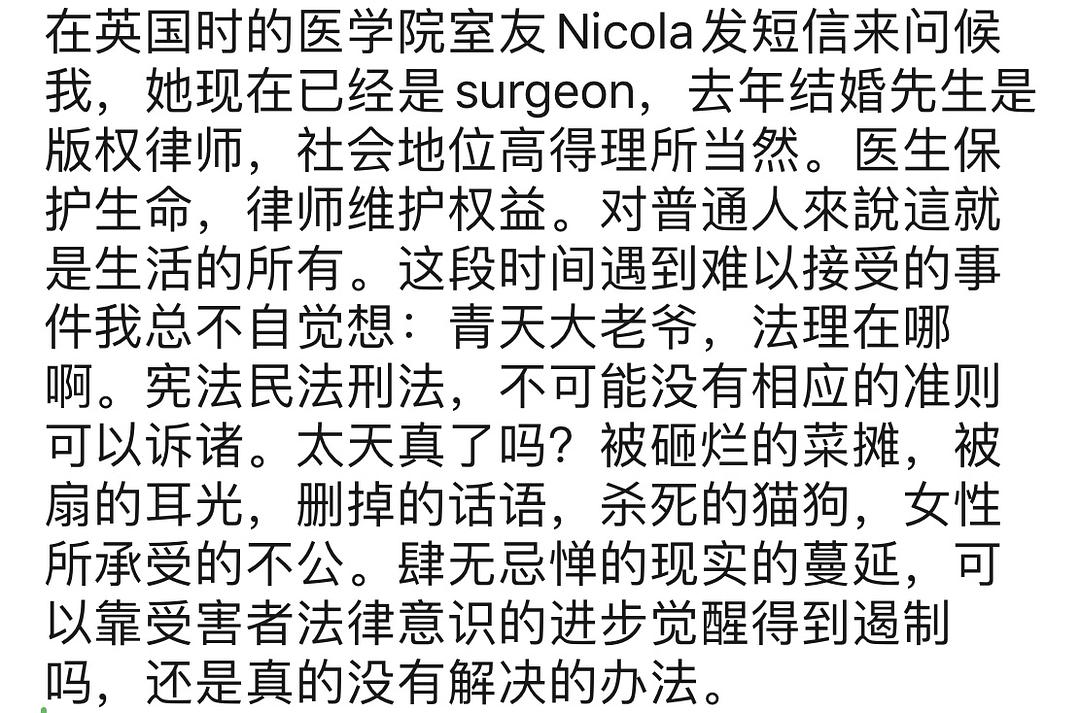 在英国时的医学院室友Nicola发短信来问候
我，她现在已经是surgeon，去年结婚先生是
版权律师，社会地位高得理所当然。医生保
护生命，律师维护权益。对普通人來說這就
是生活的所有。这段时间遇到难以接受的事
件我总不自觉想：青天大老爷，法理在哪
啊。宪法民法刑法，不可能没有相应的准则
可以诉诸。太天真了吗？被砸烂的菜摊，被
扇的耳光，删掉的话语，杀死的猫狗，女性
所承受的不公。肆无忌惮的现实的蔓延，可
以靠受害者法律意识的进步觉醒得到遏制
吗，还是真的没有解决的办法。